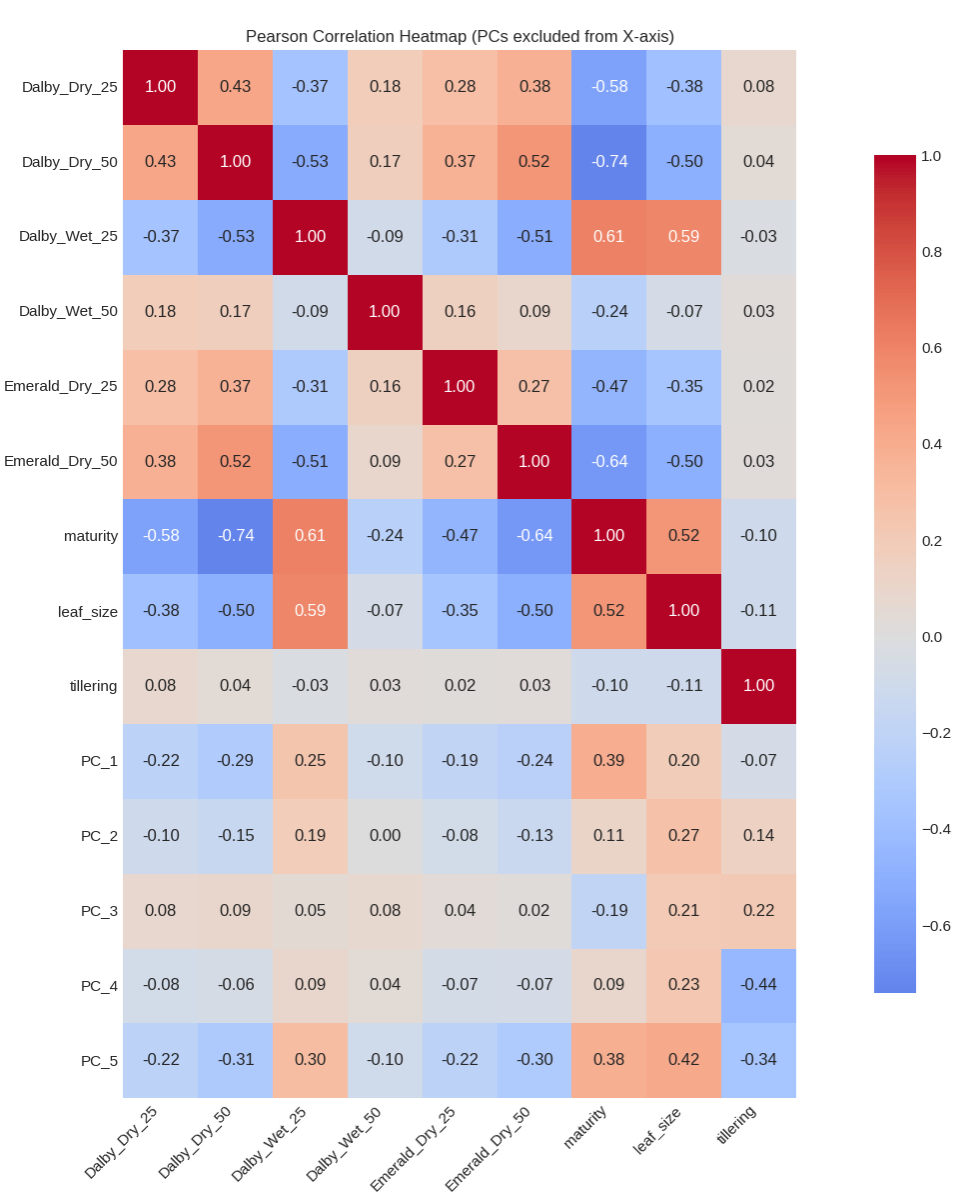 Pearson Correlation Heatmap (PCs excluded from X-axis)
Dalby_Dry_25 1.00 0.43 -0.37 0.18 0.28 0.38 -0.58 -0.38 0.08
Dalby_Dry_50 0.43 1.00 -0.53 0.17 0.37 0.52 -0.74 -0.50 0.04
Dalby_Wet_25 -0.37 -0.53 1.00 -0.09 -0.31 -0.51 0.61 0.59 -0.03
Dalby_Wet_50 0.18 0.17 -0.09 1.00 0.16 0.09 -0.24 -0.07 0.03
Emerald_Dry_25 0.28 0.37 -0.31 0.16 1.00 0.27 -0.47 -0.35 0.02
Emerald_Dry_50 0.38 0.52 -0.51 0.09 0.27 1.00 -0.64 -0.50 0.03
maturity -0.58 -0.74 0.61 -0.24 -0.47 -0.64 1.00 0.52 -0.10
leaf_size -0.38 -0.50 0.59 -0.07 -0.35 -0.50 0.52 1.00 -0.11
tillering 0.08 0.04 -0.03 0.03 0.02 0.03 -0.10 -0.11 1.00
PC_1 -0.22 -0.29 0.25 -0.10 -0.19 -0.24 0.39 0.20 -0.07
PC_2 -0.10 -0.15 0.19 0.00 -0.08 -0.13 0.11 0.27 0.14
PC_3 0.08 0.09 0.05 0.08 0.04 0.02 -0.19 0.21 0.22
PC_4 -0.08 -0.06 0.09 0.04 -0.07 -0.07 0.09 0.23 -0.44
PC_5 -0.22 -0.31 0.30 -0.10 -0.22 -0.30 0.38 0.42 -0.34
Dalby_Dry_25 Dalby_Dry_50 Dalby_Wet_25 Dalby_Wet_50 Emerald_Dry_25 Emerald_Dry_50 maturity leaf_size tillering
1.0
0.8
0.6
0.4
0.2
0.0
−0.2
−0.4
−0.6